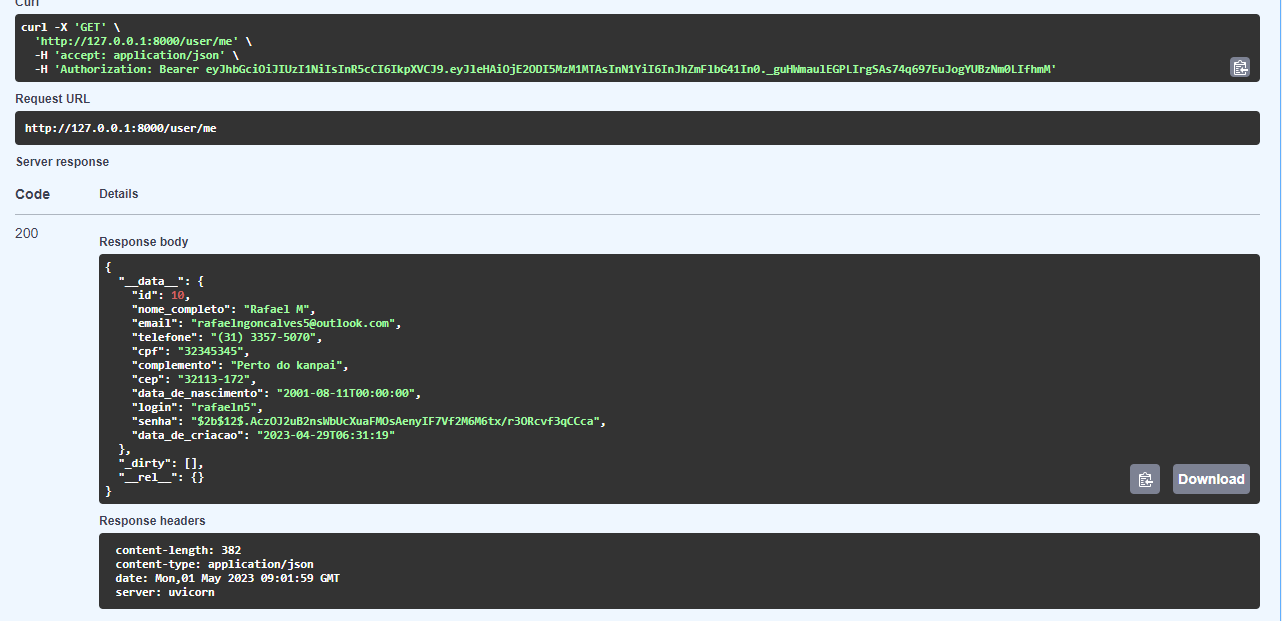 Curl
curl -X 'GET' \
'http://127.0.0.1:8000/user/me' \
-H 'accept: application/json' \
-H 'Authorization: Bearer eyJhbGciOiJIUzI1NiIsInR5cCI6IkpXVCJ9.eyJleHAiOjE2ODI5MzM1MTAsInN1YiI6InJhZmFlbG41In0._guHWmaulEGPLIrgSAs74q697EuJogYUBzNm0LIfhmM'
Request URL
http://127.0.0.1:8000/user/me
Server response
Code Details
200
Response body
{
"__data__": {
"id": 10,
"nome_completo": "Rafael M",
"email": "rafaelngoncalves5@outlook.com",
"telefone": "(31) 3357-5070",
"cpf": "32345345",
"complemento": "Perto do kanpai",
"cep": "32113-172",
"data_de_nascimento": "2001-08-11T00:00:00",
"login": "rafaeln5",
"senha": "$2b$12$.AczOJ2uB2nsWbUcXuaFMOsAenyIF7Vf2M6M6tx/r3ORcvf3qCCca",
"data_de_criacao": "2023-04-29T06:31:19"
},
"_dirty": [],
"__rel__": {}
}
Download
Response headers
content-length: 382
content-type: application/json
date: Mon,01 May 2023 09:01:59 GMT
server: uvicorn